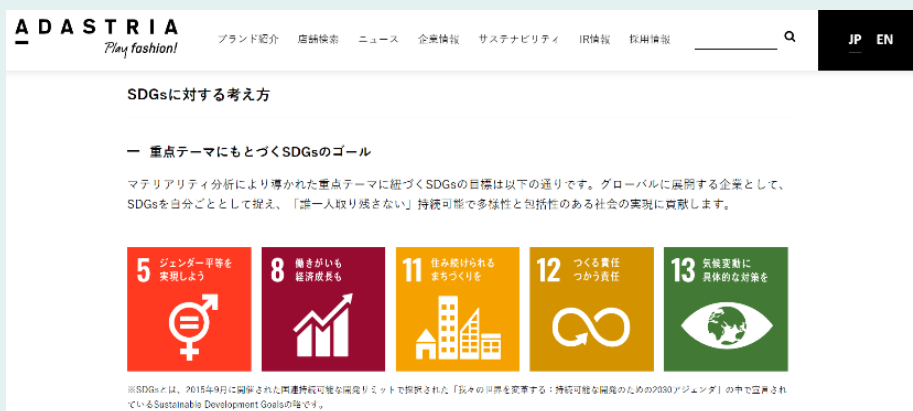 ADASTRIA
Play fashion!
ブランド紹介 店舗検索 ニュース 企業情報 サステナビリティ IR情報 採用情報
JP EN
SDGsに対する考え方
ー 重点テーマにもとづくSDGsのゴール
マテリアリティ分析により導かれた重点テーマに紐づくSDGsの目標は以下の通りです。グローバルに展開する企業として、
SDGsを自分ごととして捉え、「誰一人取り残さない」持続可能で多様性と包括性のある社会の実現に貢献します。
5 ジェンダー平等を
実現しよう
8 働きがいも
経済成長も
11 住み続けられる
まちづくりを
12 つくる責任
つかう責任
13 気候変動に
具体的な対策を
※SDGsとは、2015年9月に開催された国連持続可能な開発サミットで採択された「我々の世界を変革する：持続可能な開発のための2030アジェンダ」の中で宣言され
ているSustainable Development Goalsの略です。